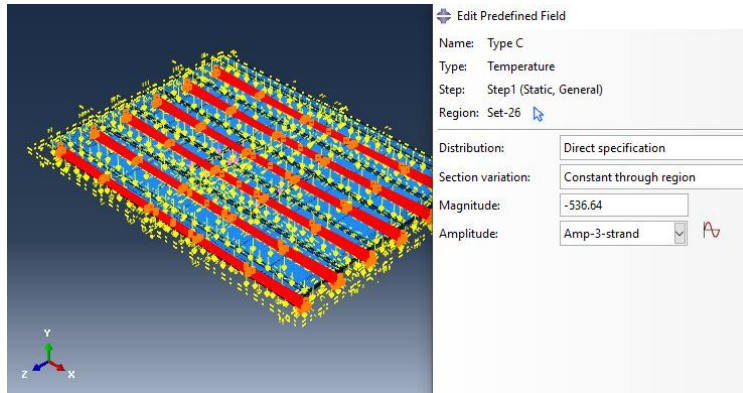 Edit Predefined Field
Name: Type C
Type: Temperature
Step: Step1 (Static, General)
Region: Set-26
Distribution: Direct specification
Section variation: Constant through region
Magnitude: -536.64
Amplitude: Amp-3-strand
Y
Z
X